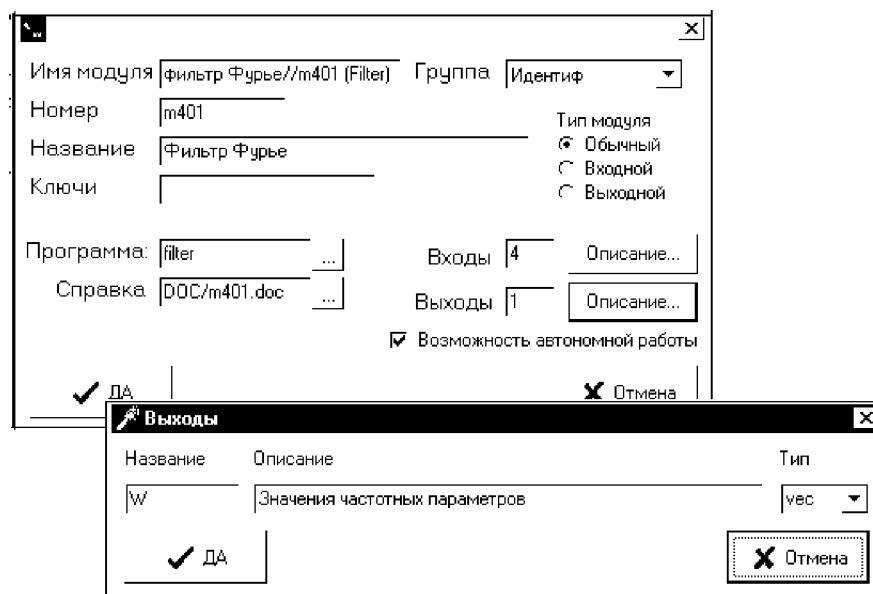 Имя модуля фильтр Фурье//m401 (Filter) Группа Идентиф
Номер m401
Тип модуля
Название Фильтр Фурье
Обычный
Входной
Ключи
Выходной
Программа: filter ... Входы 4 Описание...
Справка DOC/m401.doc ... Выходы 1 Описание...
Возможность автономной работы
ДА Отмена
Выходы
Название Описание Тип
W Значения частотных параметров vec
ДА Отмена